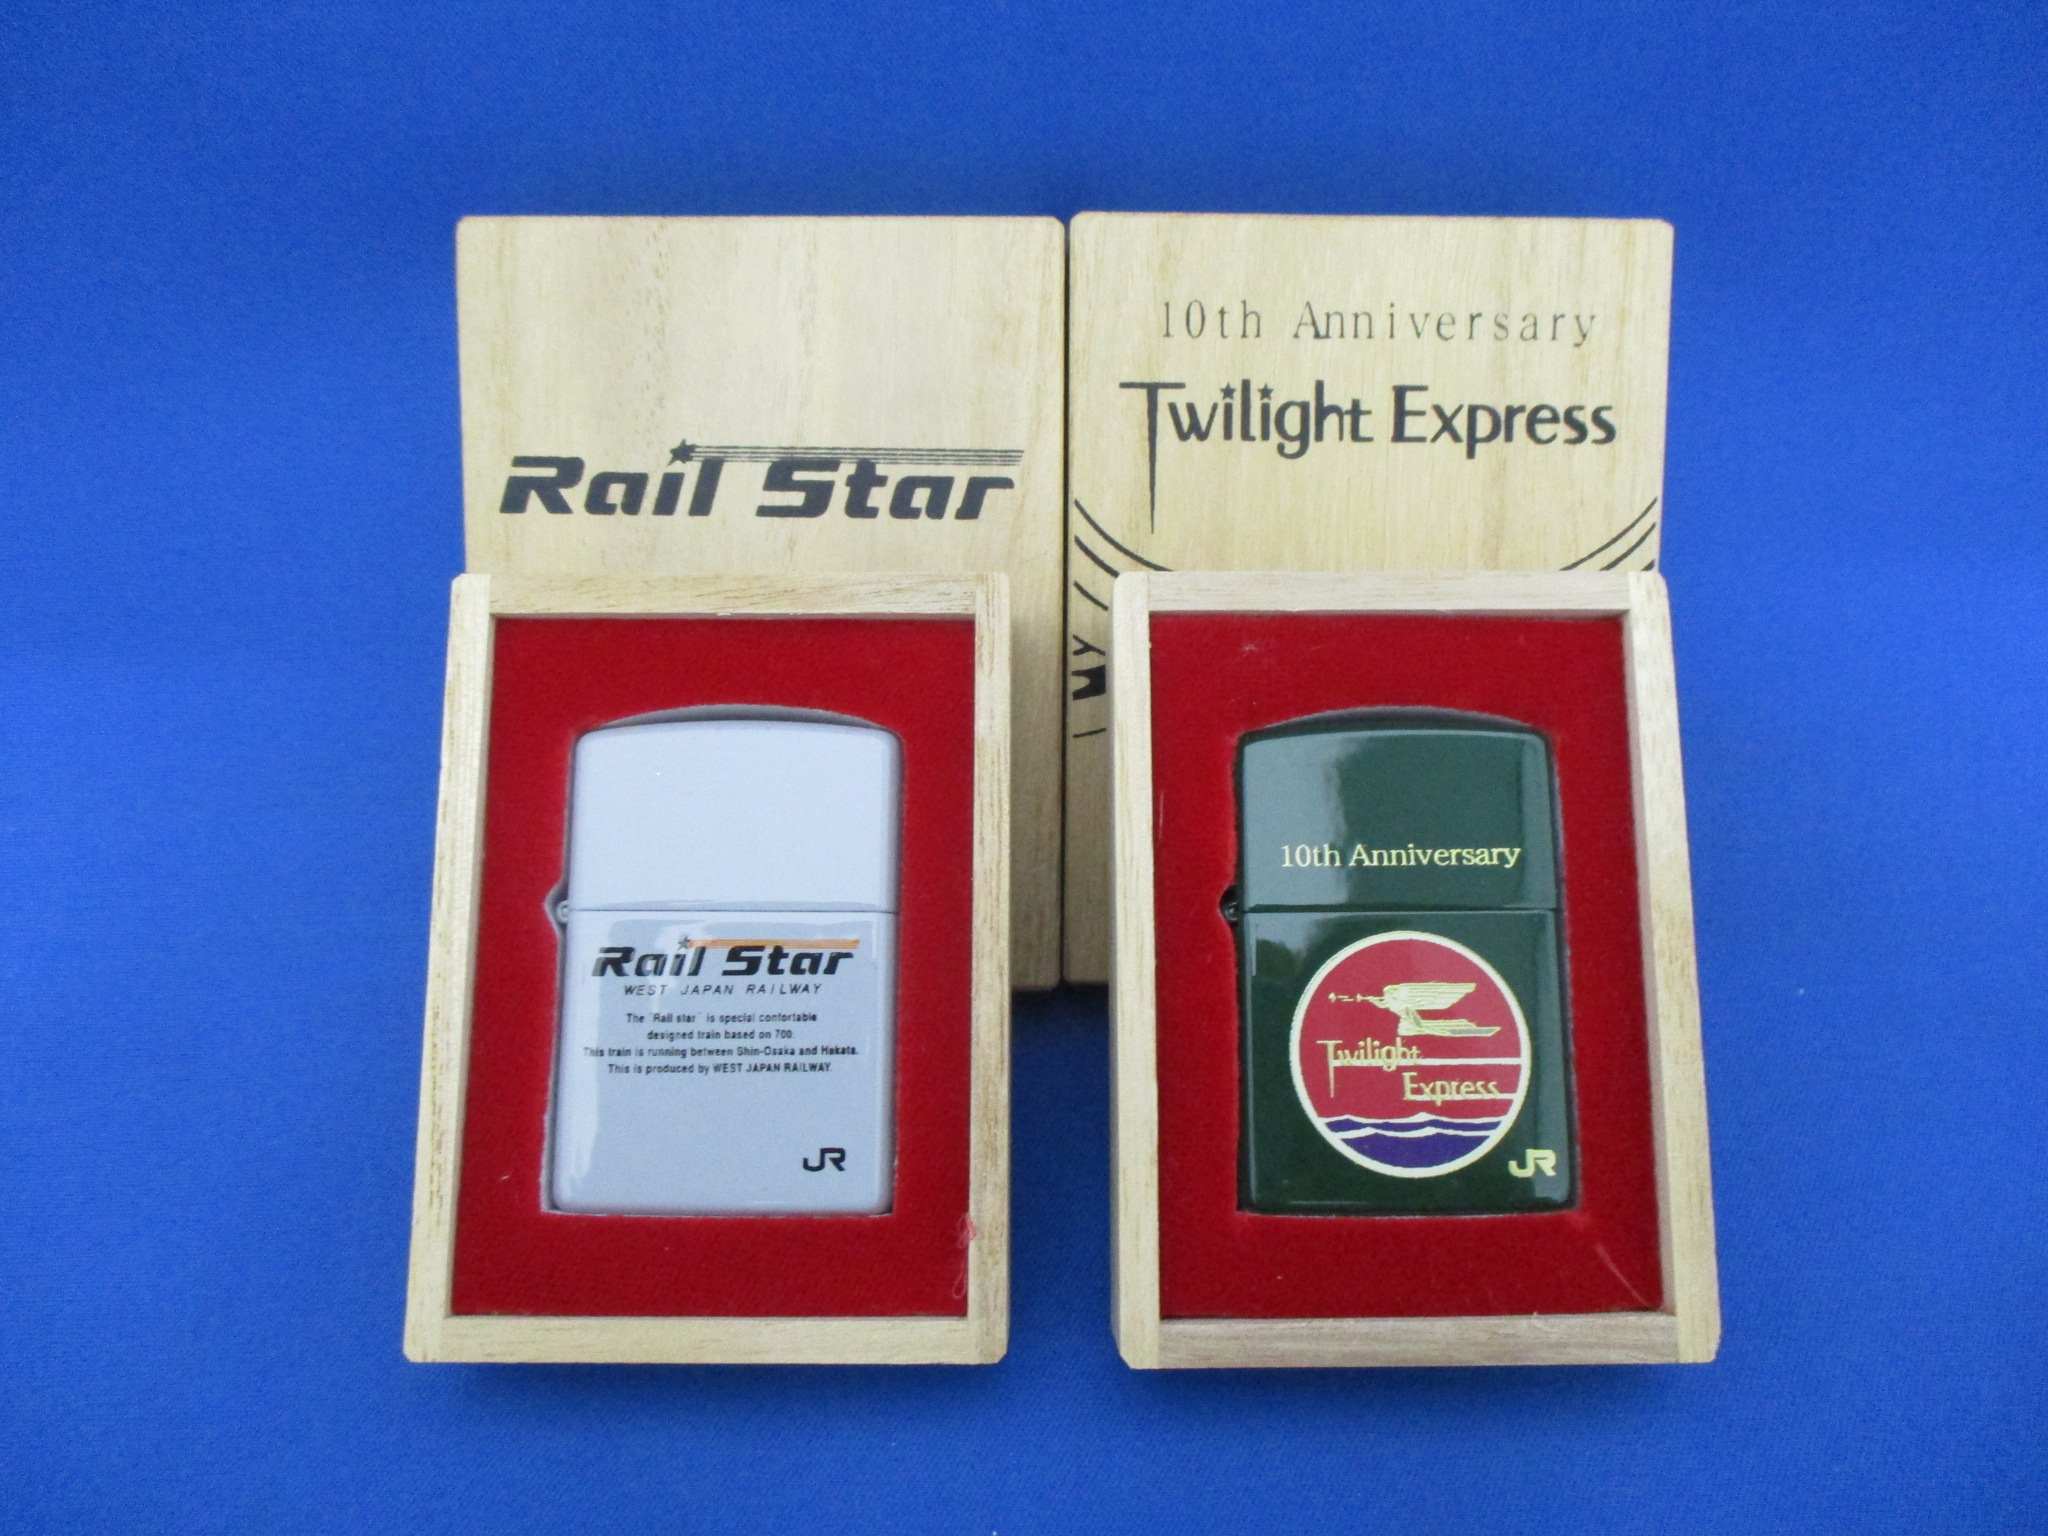 Rail Star
10th Anniversary
Twilight Express
Rail Star
WEST JAPAN RAILWAY
The "Rail star" is special contortable
designed train based on 700.
This train is running between Shin-Osaka and Hakata.
This is produced by WEST JAPAN RAILWAY.
JR
10th Anniversary
Twilight
Express
JR